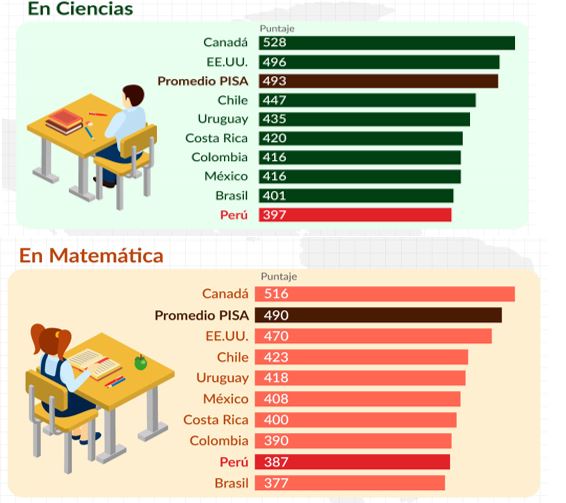 En Ciencias
Puntaje
Canadá 528
EE.UU. 496
Promedio PISA 493
Chile 447
Uruguay 435
Costa Rica 420
Colombia 416
México 416
Brasil 401
Perú 397
En Matemática
Puntaje
Canadá 516
Promedio PISA 490
EE.UU. 470
Chile 423
Uruguay 418
México 408
Costa Rica 400
Colombia 390
Perú 387
Brasil 377